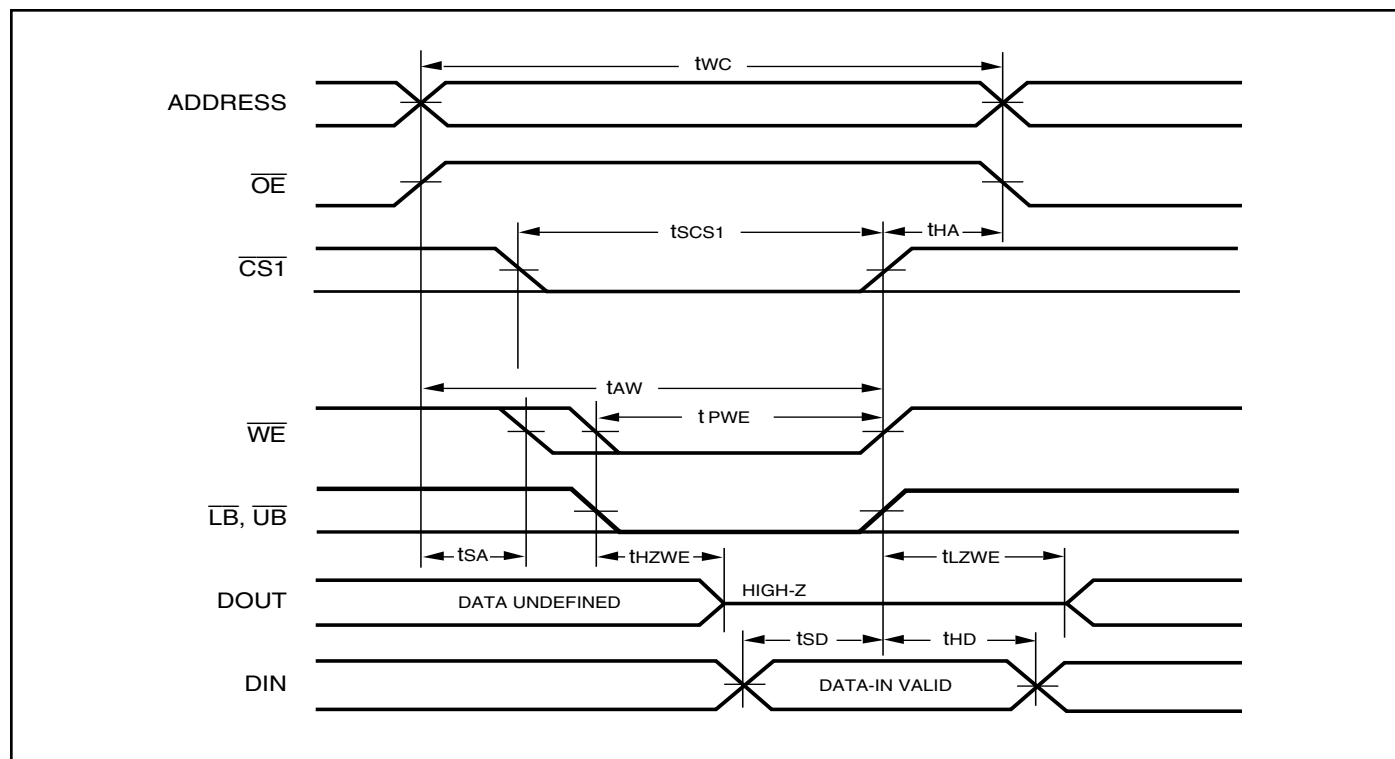 tWC
ADDRESS
OE
tSCS1
tHA
CS1
tAW
t PWE
WE
LB, UB
tSA
tHZWE
tLZWE
DOUT
DATA UNDEFINED
HIGH-Z
tSD
tHD
DIN
DATA-IN VALID